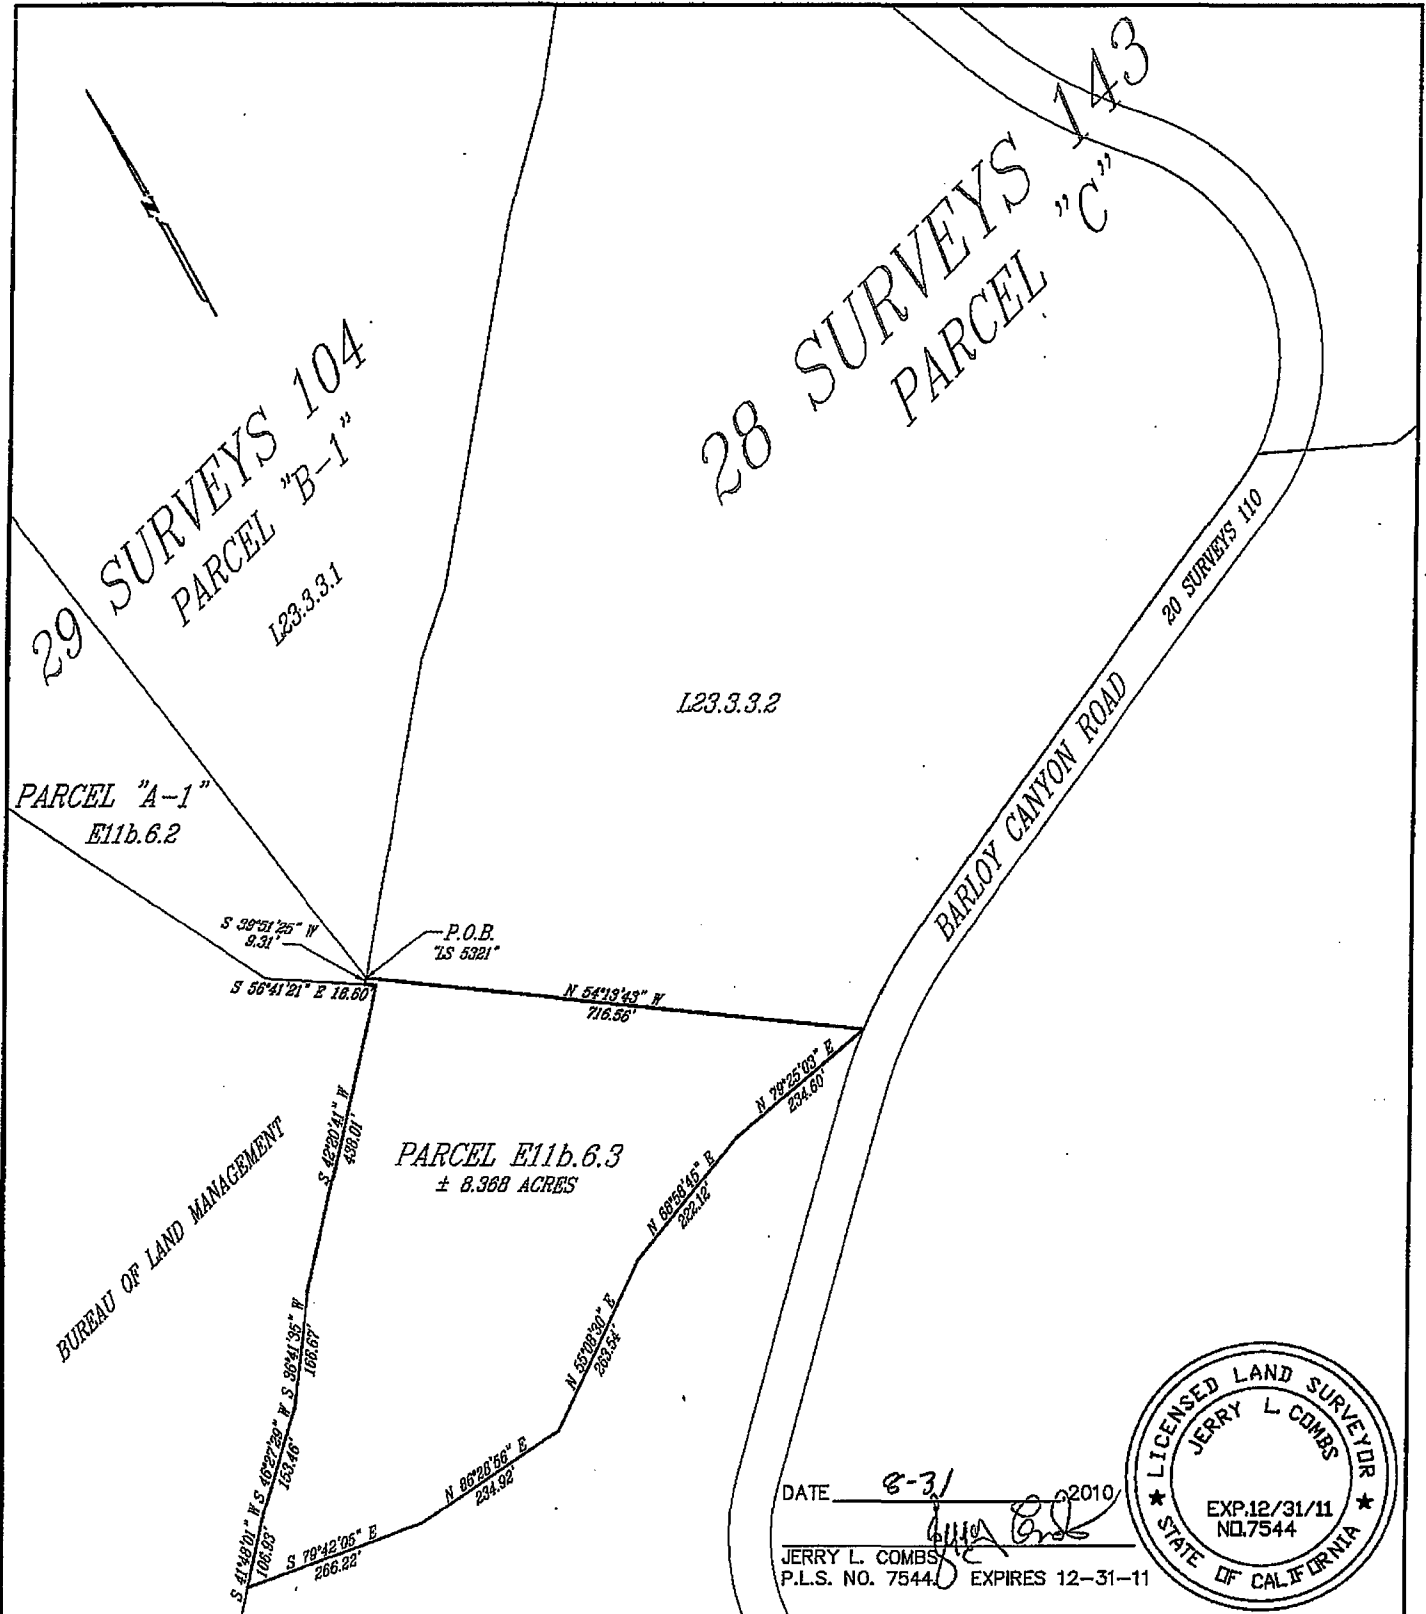 N
28 SURVEYS 143
PARCEL "C"
29 SURVEYS 104
PARCEL "B-1"
L23.3.3.1
20 SURVEYS 110
L23.3.3.2
BARLOY CANYON ROAD
PARCEL "A-1"
E11b.6.2
S 39°51'25" W
9.31'
P.O.B.
"LS 5321"
S 56°41'21" E 18.60'
N 54°13'43" W
716.56'
N 79°25'03" E
234.60'
S 42°20'41" W
438.01'
PARCEL E11b.6.3
± 8.368 ACRES
N 68°58'45" E
222.12'
BUREAU OF LAND MANAGEMENT
S 36°41'35" W
166.67'
N 55°08'30" E
263.54'
S 46°27'29" W
153.46'
N 86°26'56" E
234.92'
S 41°48'01" W
106.93'
S 79°42'05" E
266.22'
DATE 8-31 2010
JERRY L. COMBS
P.L.S. NO. 7544 EXPIRES 12-31-11
LICENSED LAND SURVEYOR
JERRY L. COMBS
EXP.12/31/11
NO.7544
STATE OF CALIFORNIA